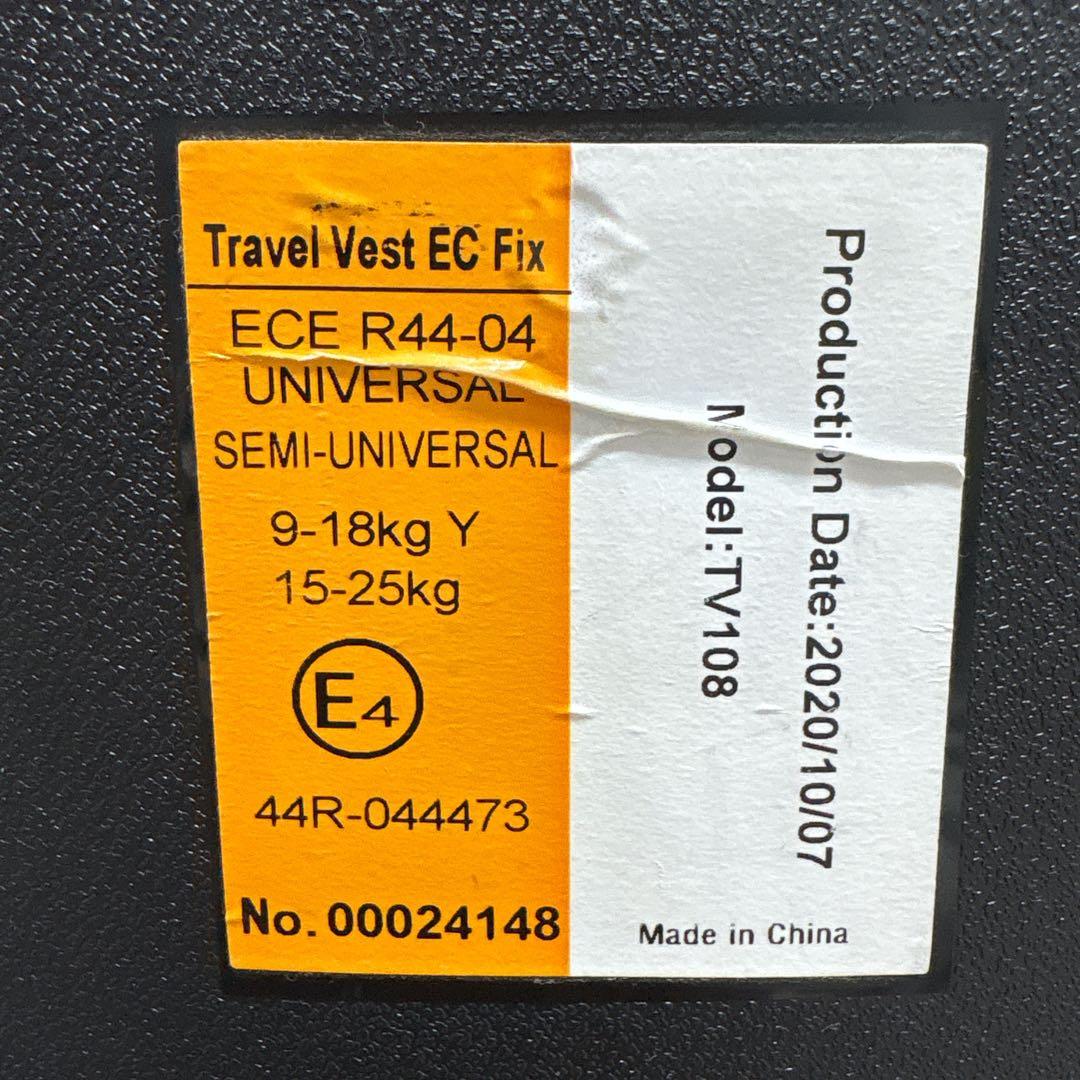 Travel Vest EC Fix
ECE R44-04
UNIVERSAL
SEMI-UNIVERSAL
9-18kg Y
15-25kg
E4
44R-044473
No. 00024148
Production Date:2020/10/07
Model:TV108
Made in China